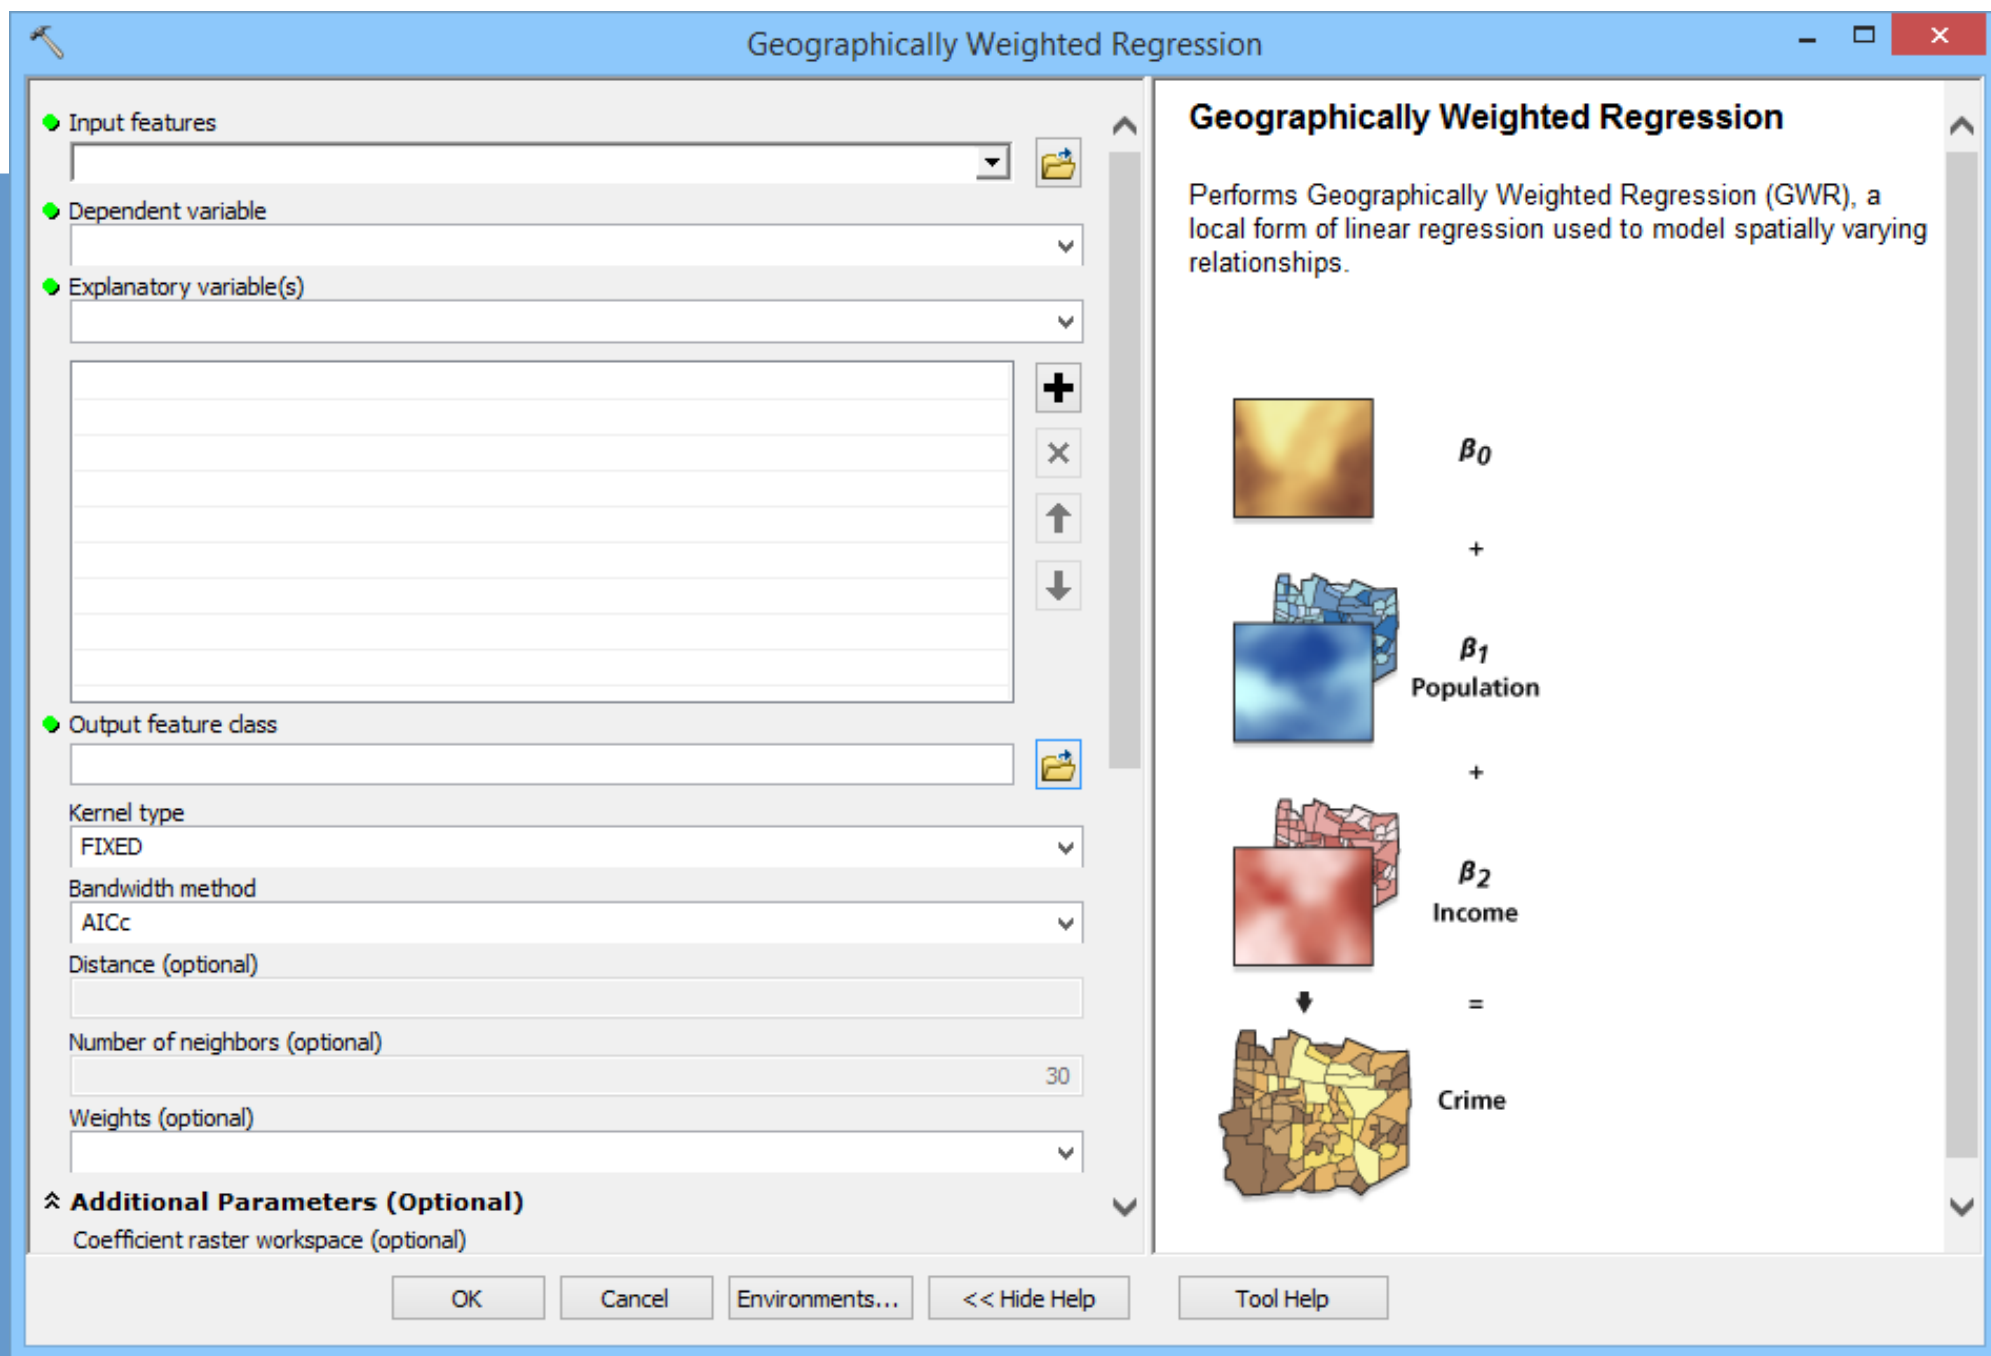 Geographically Weighted Regression
Input features
Dependent variable
Explanatory variable(s)
Output feature class
Kernel type
FIXED
Bandwidth method
AICc
Distance (optional)
Number of neighbors (optional)
30
Weights (optional)
Additional Parameters (Optional)
Coefficient raster workspace (optional)
Geographically Weighted Regression
Performs Geographically Weighted Regression (GWR), a
local form of linear regression used to model spatially varying
relationships.
β0
+
β1
Population
+
β2
Income
=
Crime
OK
Cancel
Environments...
<< Hide Help
Tool Help